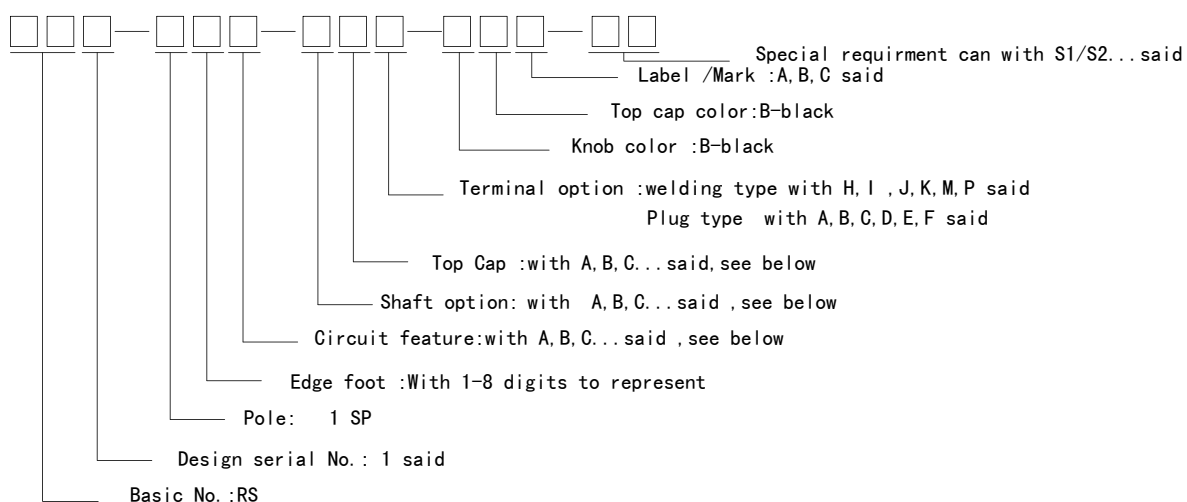 Special requirment can with S1/S2...said
Label /Mark :A,B,C said
Top cap color:B-black
Knob color :B-black
Terminal option :welding type with H,I ,J,K,M,P said
Plug type with A,B,C,D,E,F said
Top Cap :with A,B,C...said,see below
Shaft option: with A,B,C...said ,see below
Circuit feature:with A,B,C...said ,see below
Edge foot :With 1-8 digits to represent
Pole: 1 SP
Design serial No.: 1 said
Basic No.:RS